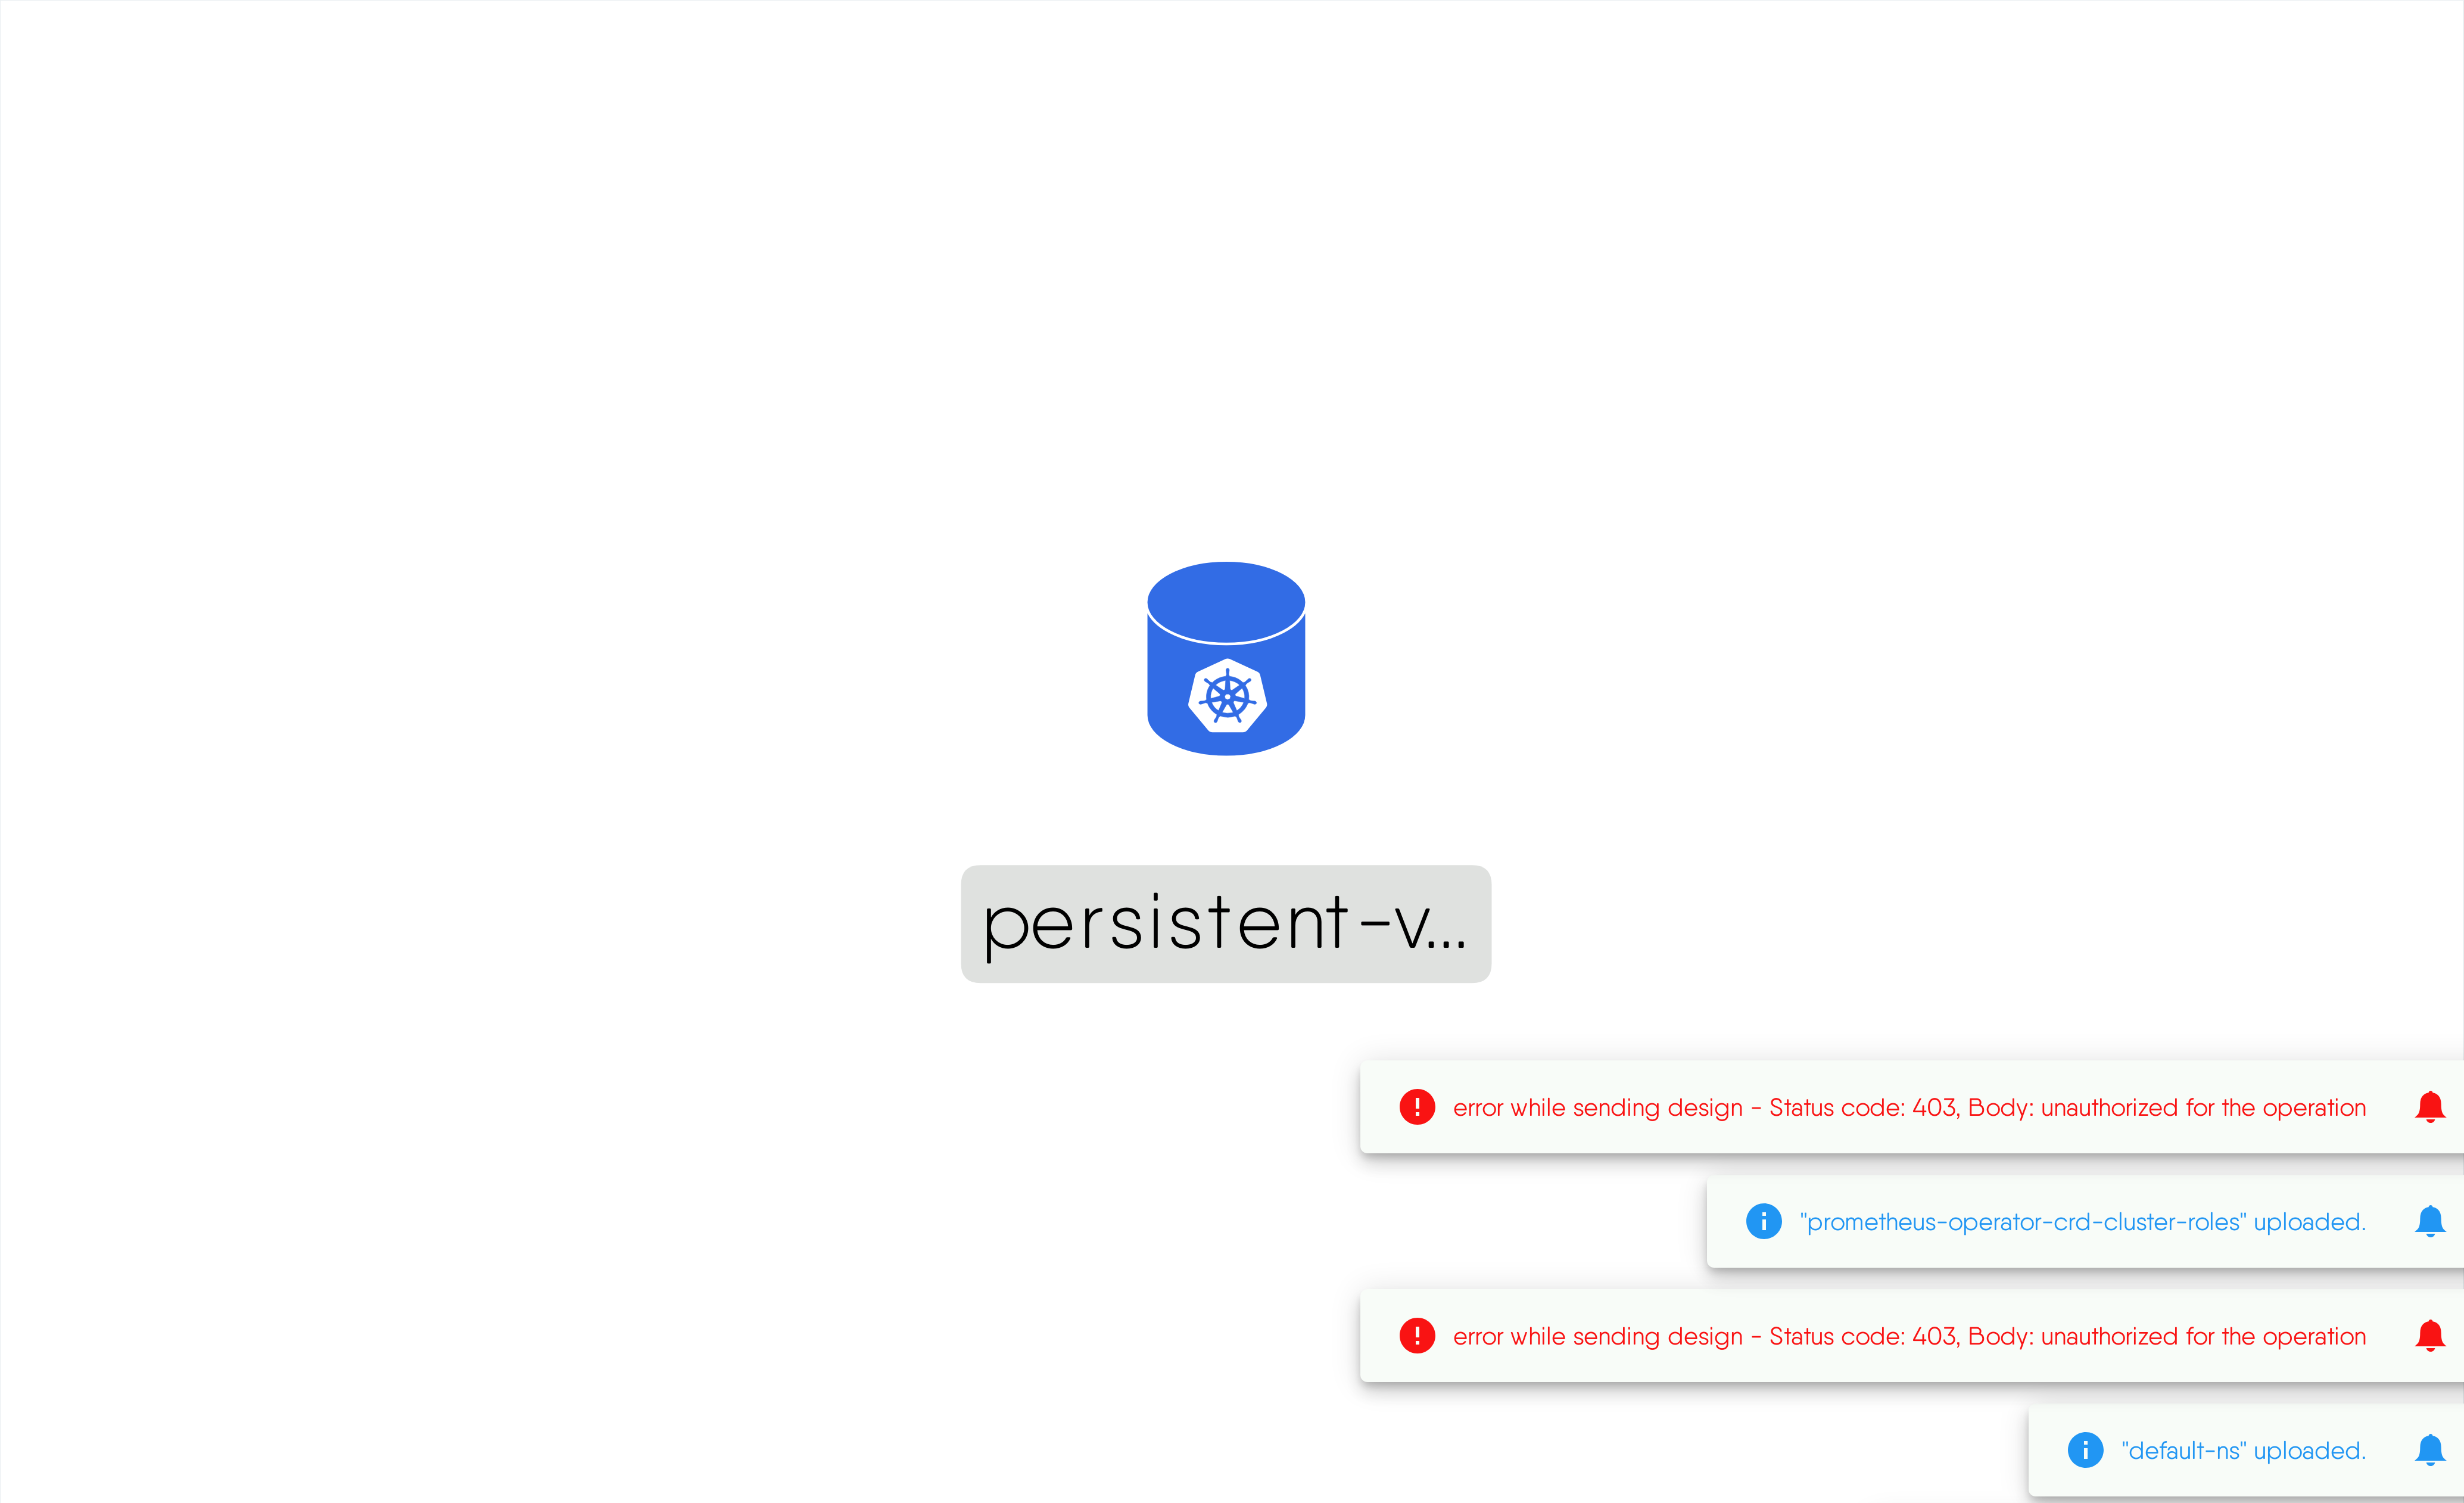 persistent-v...
error while sending design - Status code: 403, Body: unauthorized for the operation
"prometheus-operator-crd-cluster-roles" uploaded.
error while sending design - Status code: 403, Body: unauthorized for the operation
"default-ns" uploaded.